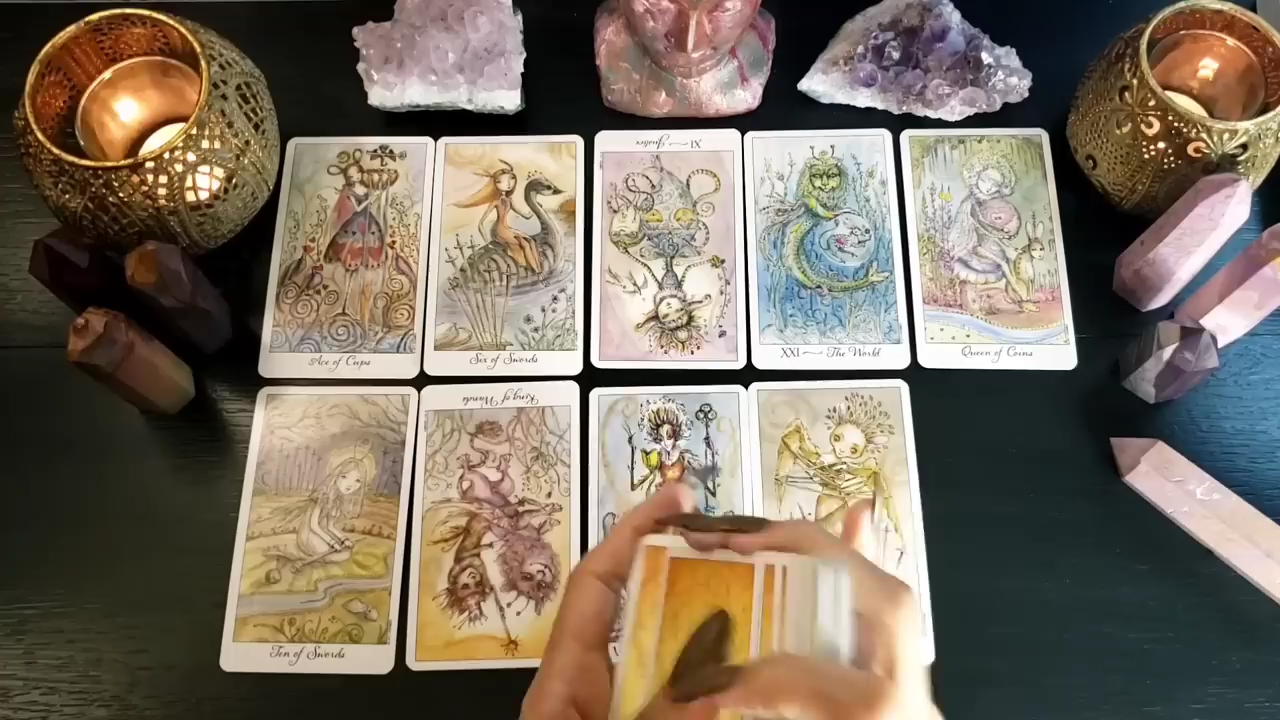 Ace of Cups
Six of Swords
XI Justice
XXI The World
Queen of Coins
Ten of Swords
King of Wands